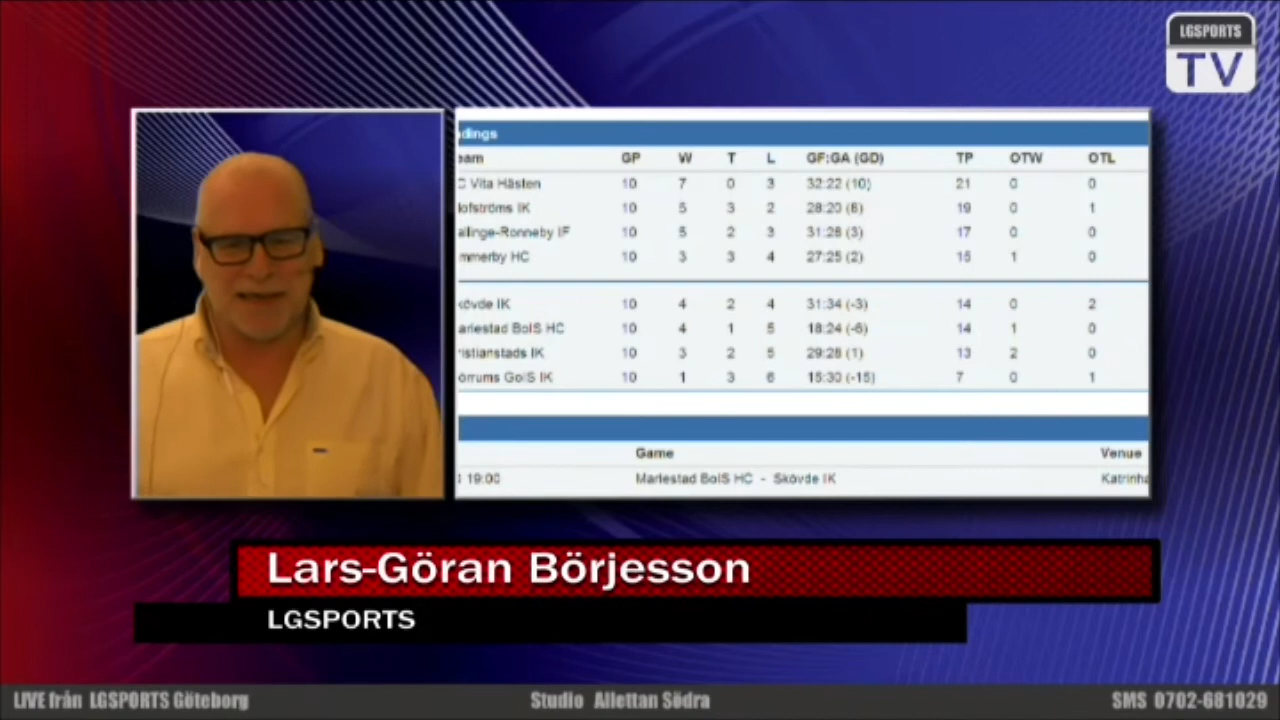 LGSPORTS
TV
dings
GP W T L GF:GA (GD) TP OTW OTL
Vita Hästen 10 7 0 3 32:22 (10) 21 0 0
ofströms IK 10 5 3 2 28:20 (8) 19 0 1
allinge-Ronneby IF 10 5 2 3 31:28 (3) 17 0 0
mmerby HC 10 3 3 4 27:25 (2) 15 1 0
kövde IK 10 4 2 4 31:34 (-3) 14 0 2
ariestad BoIS HC 10 4 1 5 18:24 (-6) 14 1 0
ristianstads IK 10 3 2 5 29:28 (1) 13 2 0
örrums GoIS IK 10 1 3 6 15:30 (-15) 7 0 1
Game Venue
19:00 Mariestad BoIS HC - Skövde IK Katrinha
Lars-Göran Börjesson
LGSPORTS
LIVE från LGSPORTS Göteborg Studio Allettan Södra SMS 0702-681029